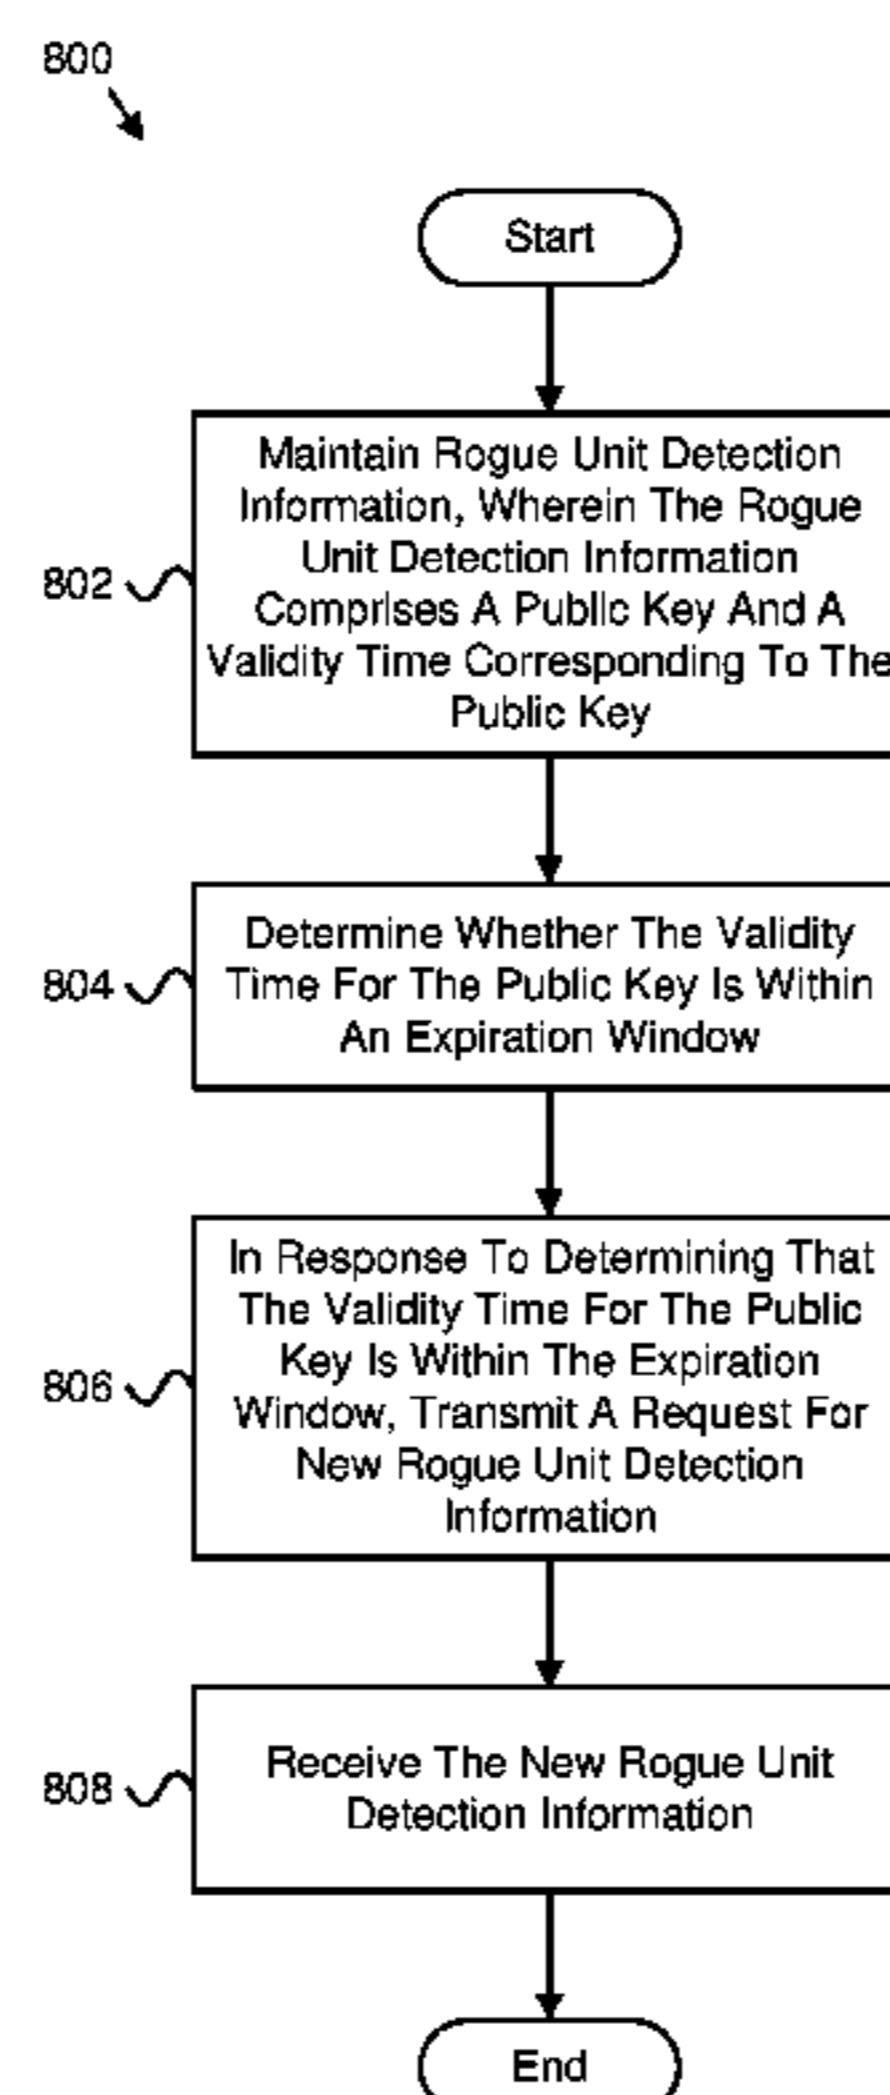 800
Start
Maintain Rogue Unit Detection
Information, Wherein The Rogue
Unit Detection Information
802
Comprises A Public Key And A
Validity Time Corresponding To The
Public Key
Determine Whether The Validity
804
Time For The Public Key Is Within
An Expiration Window
In Response To Determining That
The Validity Time For The Public
Key Is Within The Expiration
806
Window, Transmit A Request For
New Rogue Unit Detection
Information
Receive The New Rogue Unit
808
Detection Information
End